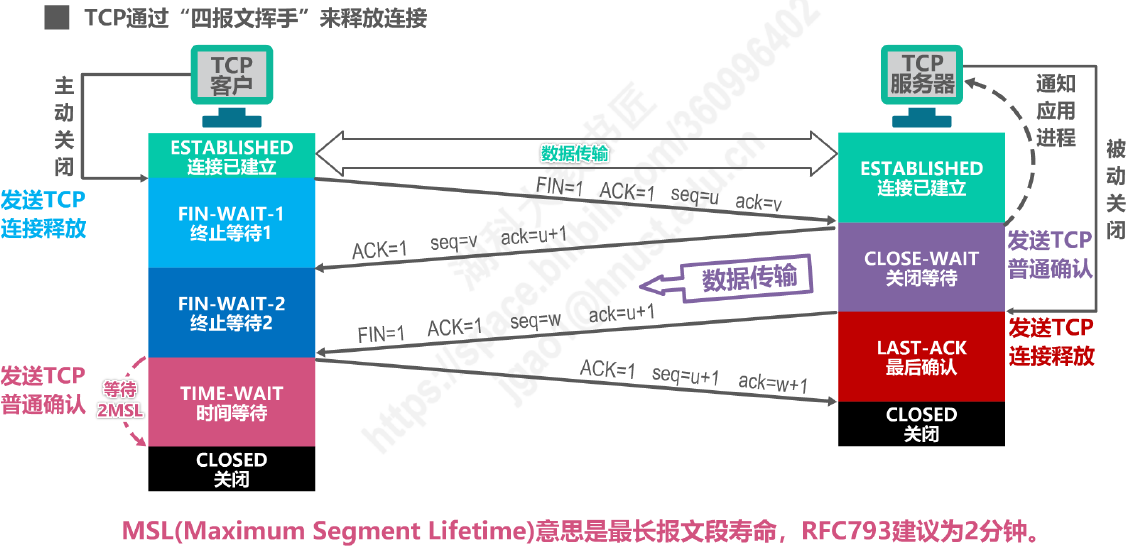 TCP通过“四报文挥手”来释放连接
TCP
客户
TCP
服务器
主动关闭
通知
应用
进程
被动关闭
ESTABLISHED
连接已建立
数据传输
ESTABLISHED
连接已建立
发送TCP
连接释放
FIN=1 ACK=1 seq=u ack=v
FIN-WAIT-1
终止等待1
ACK=1 seq=v ack=u+1
CLOSE-WAIT
关闭等待
发送TCP
普通确认
数据传输
FIN-WAIT-2
终止等待2
FIN=1 ACK=1 seq=w ack=u+1
LAST-ACK
最后确认
发送TCP
连接释放
发送TCP
普通确认
等待
2MSL
TIME-WAIT
时间等待
ACK=1 seq=u+1 ack=w+1
CLOSED
关闭
CLOSED
关闭
MSL(Maximum Segment Lifetime)意思是最长报文段寿命，RFC793建议为2分钟。
https://space.bilibili.com/360996402